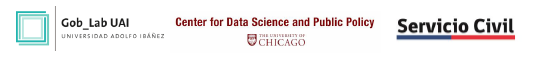 Gob_Lab UAI
UNIVERSIDAD ADOLFO IBÁÑEZ
Center for Data Science and Public Policy
THE UNIVERSITY OF
CHICAGO
Servicio Civil